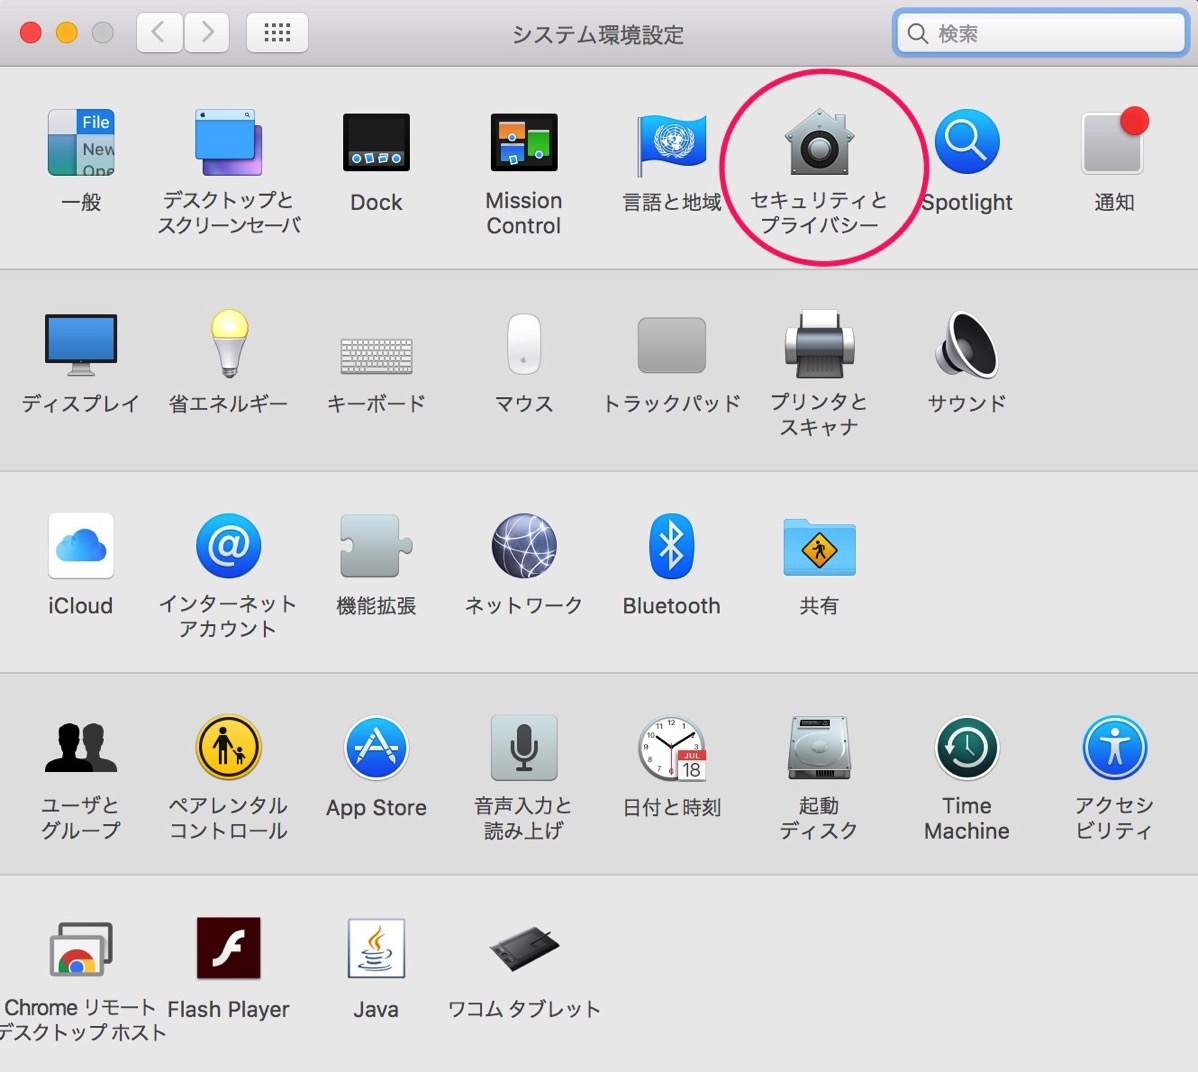 システム環境設定
検索
File
New
Ope
一般
デスクトップと
スクリーンセーバ
Dock
Mission
Control
言語と地域
セキュリティと
プライバシー
Spotlight
通知
ディスプレイ
省エネルギー
キーボード
マウス
トラックパッド
プリンタと
スキャナ
サウンド
iCloud
インターネット
アカウント
機能拡張
ネットワーク
Bluetooth
共有
ユーザと
グループ
ペアレンタル
コントロール
App Store
音声入力と
読み上げ
JUL
18
日付と時刻
起動
ディスク
Time
Machine
アクセシ
ビリティ
Chrome リモート
デスクトップ ホスト
Flash Player
Java
ワコム タブレット